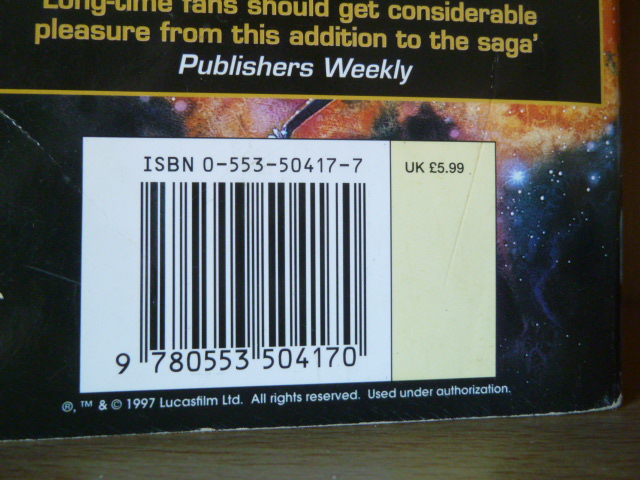 Long-time fans should get considerable
pleasure from this addition to the saga'
Publishers Weekly
ISBN 0-553-50417-7
UK £5.99
9 780553 504170
®, ™ & © 1997 Lucasfilm Ltd. All rights reserved. Used under authorization.